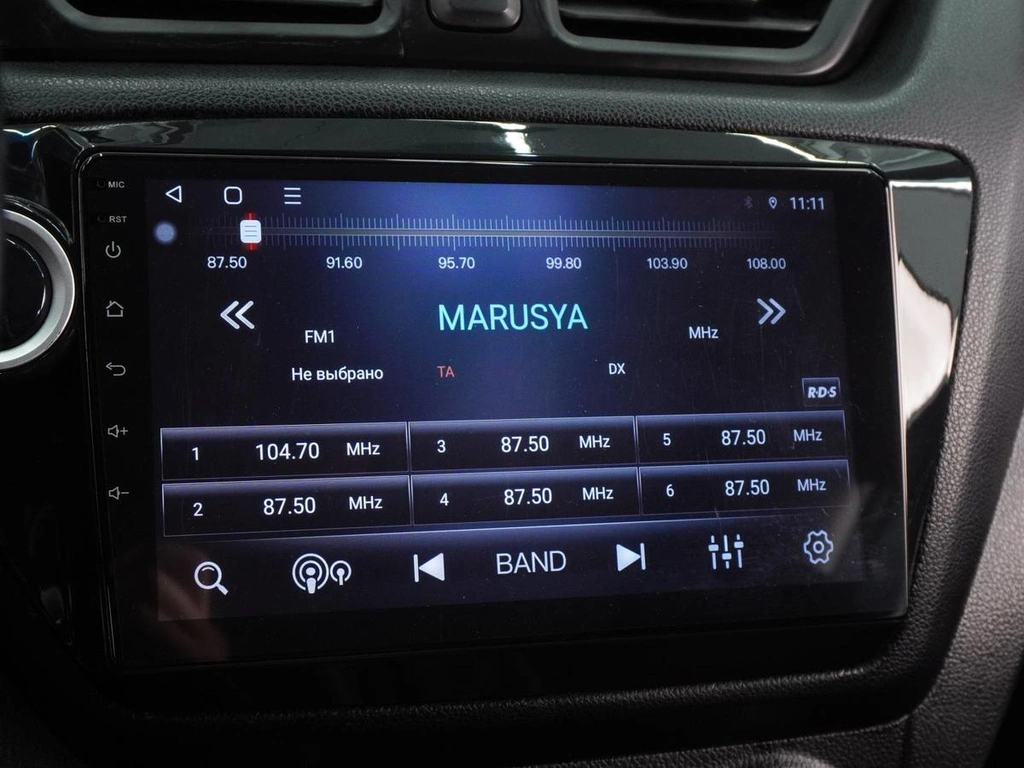 MIC
11:11
RST
87.50 91.60 95.70 99.80 103.90 108.00
MARUSYA
FM1 MHz
Не выбрано TA DX
R·D·S
1 104.70 MHz 3 87.50 MHz 5 87.50 MHz
2 87.50 MHz 4 87.50 MHz 6 87.50 MHz
BAND